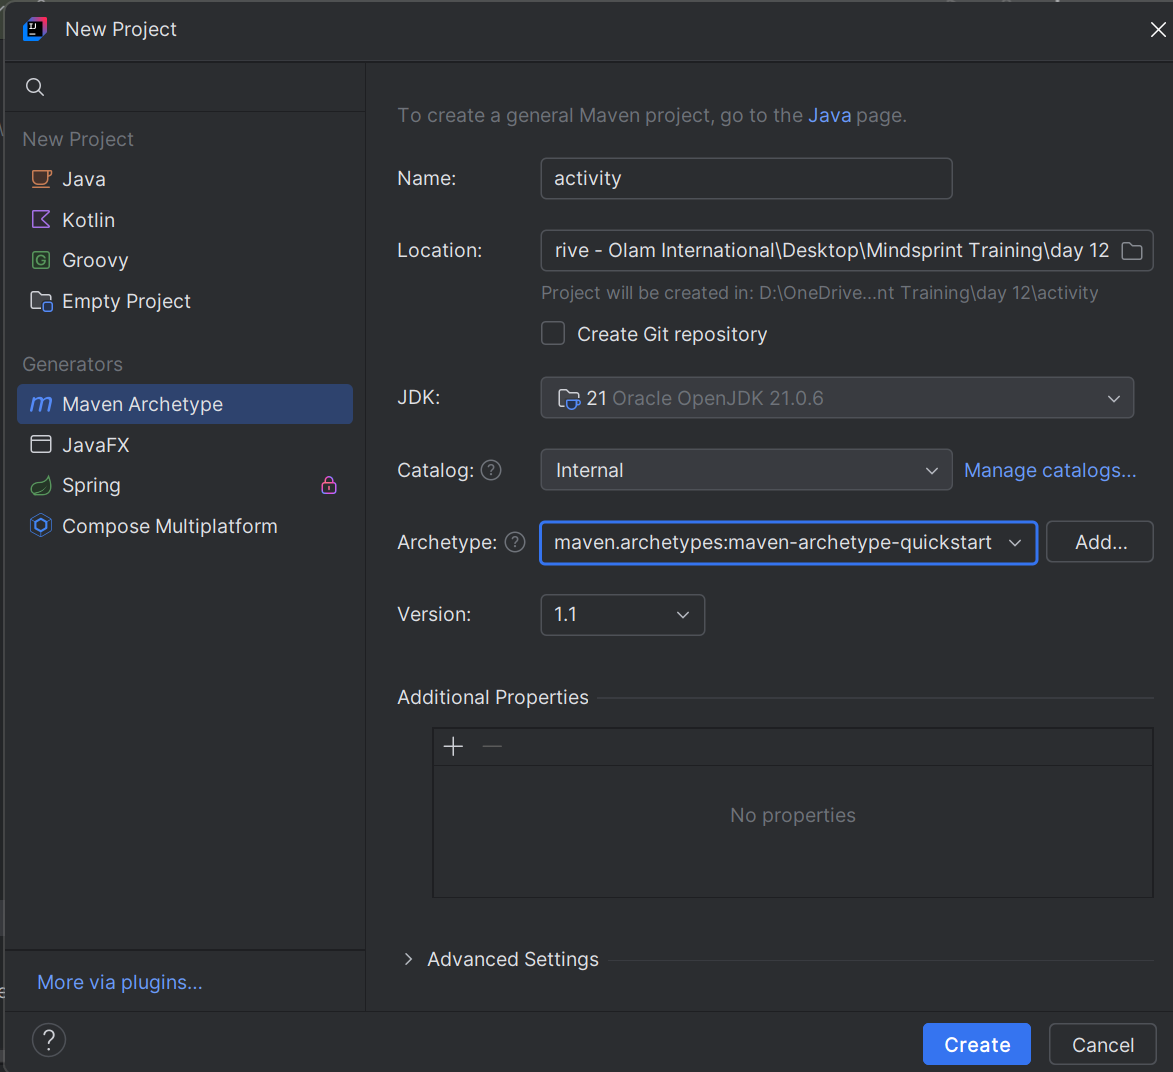 New Project
New Project
Java
Kotlin
Groovy
Empty Project
Generators
Maven Archetype
JavaFX
Spring
Compose Multiplatform
More via plugins...
To create a general Maven project, go to the Java page.
Name: activity
Location: rive - Olam International\Desktop\Mindsprint Training\day 12
Project will be created in: D:\OneDrive...nt Training\day 12\activity
Create Git repository
JDK: 21 Oracle OpenJDK 21.0.6
Catalog: ? Internal Manage catalogs...
Archetype: ? maven.archetypes:maven-archetype-quickstart Add...
Version: 1.1
Additional Properties
No properties
Advanced Settings
? Create Cancel